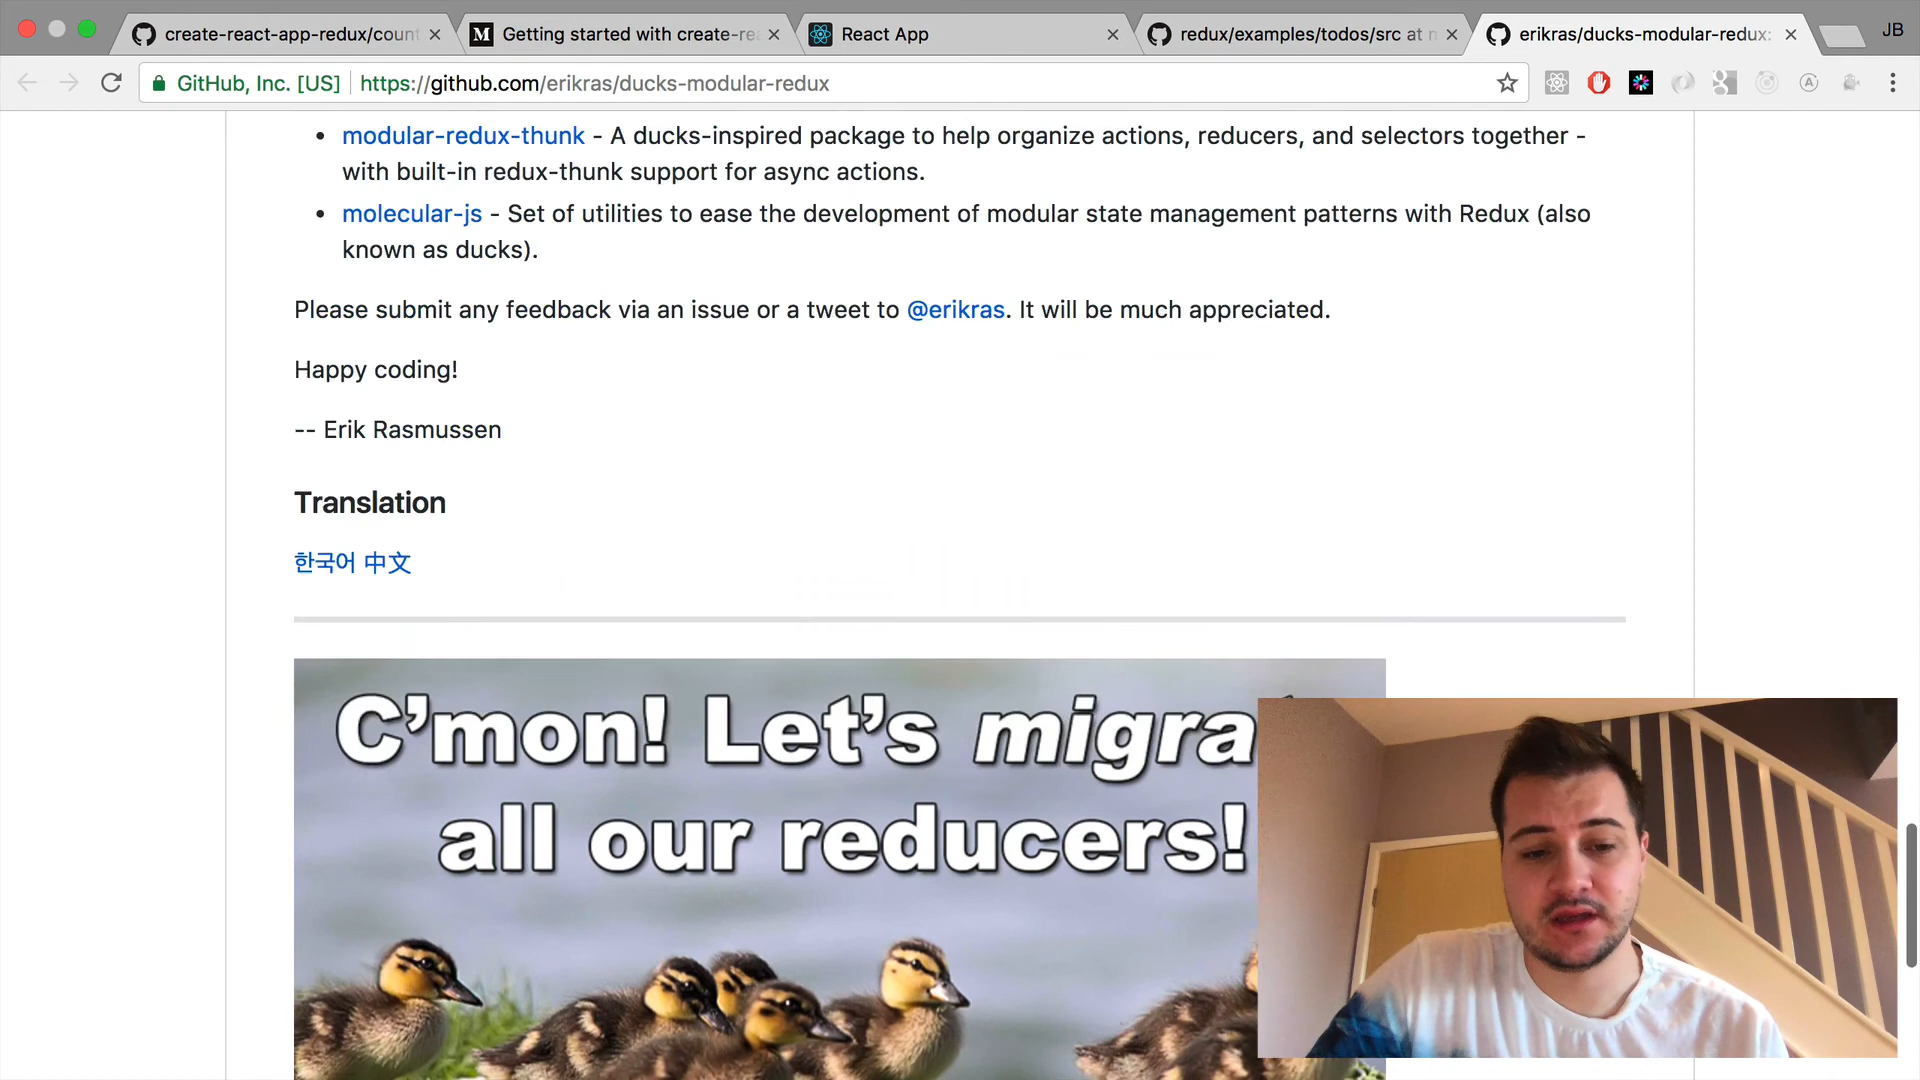 create-react-app-redux/count
Getting started with create-rea
React App
redux/examples/todos/src at m
erikras/ducks-modular-redux:
JB
GitHub, Inc. [US]
https://github.com/erikras/ducks-modular-redux
modular-redux-thunk - A ducks-inspired package to help organize actions, reducers, and selectors together -
with built-in redux-thunk support for async actions.
molecular-js - Set of utilities to ease the development of modular state management patterns with Redux (also
known as ducks).
Please submit any feedback via an issue or a tweet to @erikras. It will be much appreciated.
Happy coding!
-- Erik Rasmussen
Translation
한국어 中文
C’mon! Let’s migra
all our reducers!